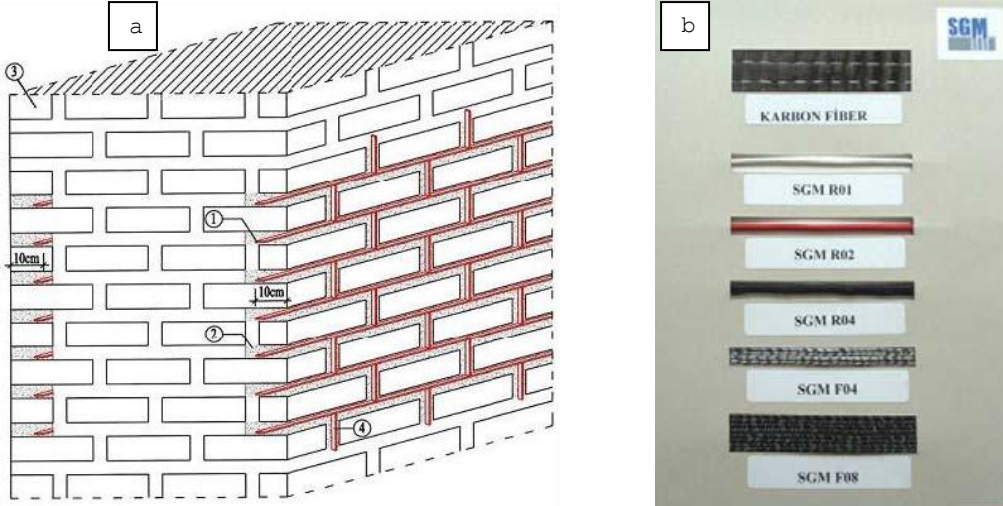 a
3
1
10cm
10cm
2
4
b
SGM
KARBON FİBER
SGM R01
SGM R02
SGM R04
SGM F04
SGM F08